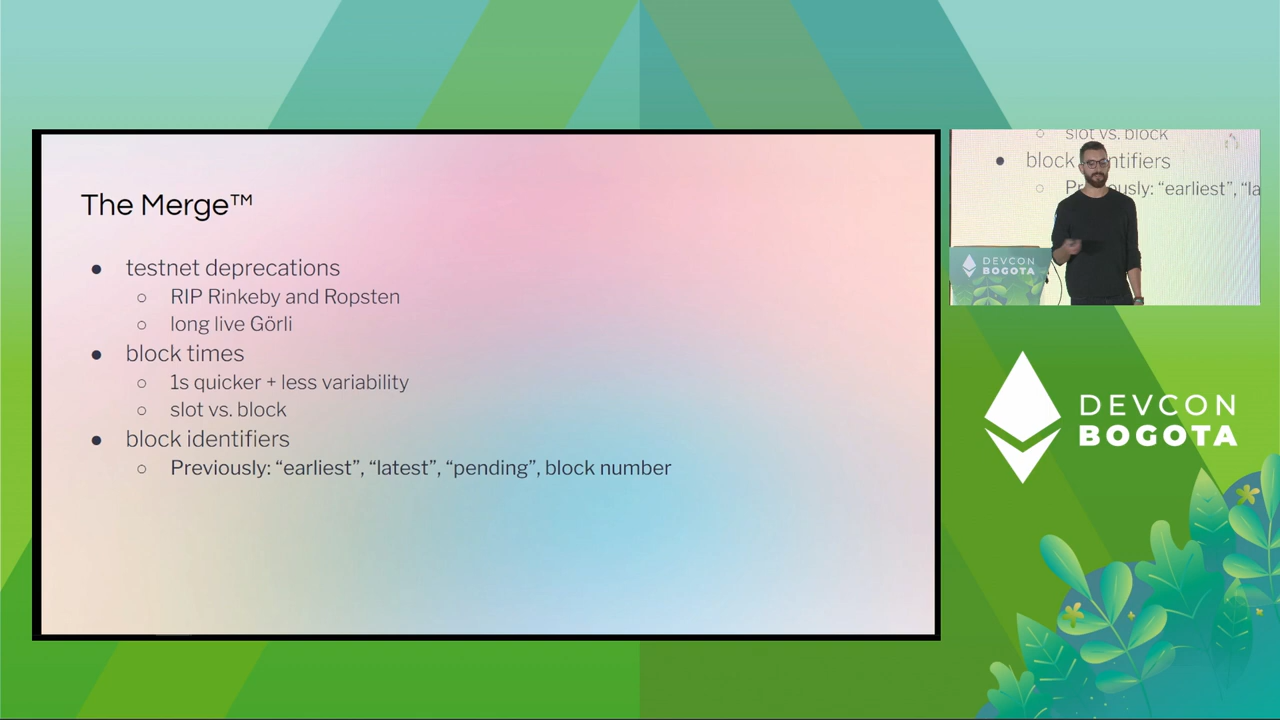 The Merge™
● testnet deprecations
○ RIP Rinkeby and Ropsten
○ long live Görli
● block times
○ 1s quicker + less variability
○ slot vs. block
● block identifiers
○ Previously: “earliest”, “latest”, “pending”, block number
○ slot vs. block
● block identifiers
○ Previously: “earliest”, “la
DEVCON
BOGOTA
DEVCON
BOGOTA